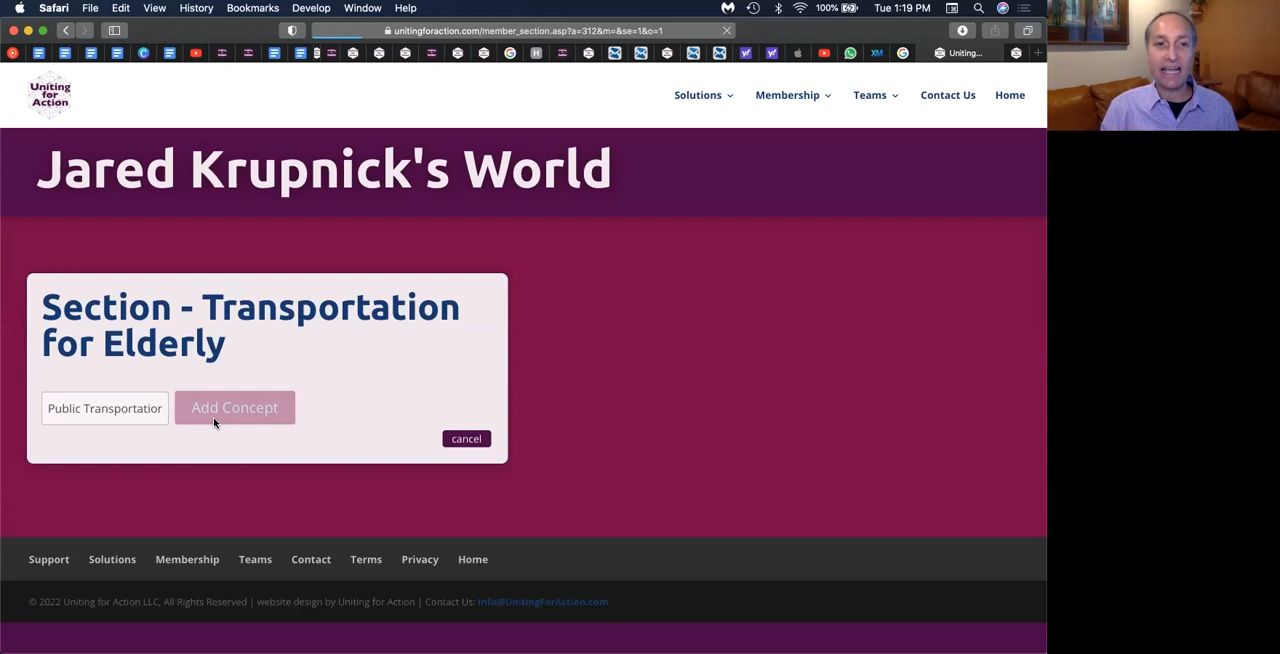 Safari File Edit View History Bookmarks Develop Window Help 100% Tue 1:19 PM
unitingforaction.com/member_section.asp?a=312&m=&se=1&o=1
Uniting...
Uniting
for
Action
Solutions Membership Teams Contact Us Home
Jared Krupnick's World
Section - Transportation
for Elderly
Public Transportation Add Concept
cancel
Support Solutions Membership Teams Contact Terms Privacy Home
© 2022 Uniting for Action LLC, All Rights Reserved | website design by Uniting for Action | Contact Us: info@UnitingForAction.com